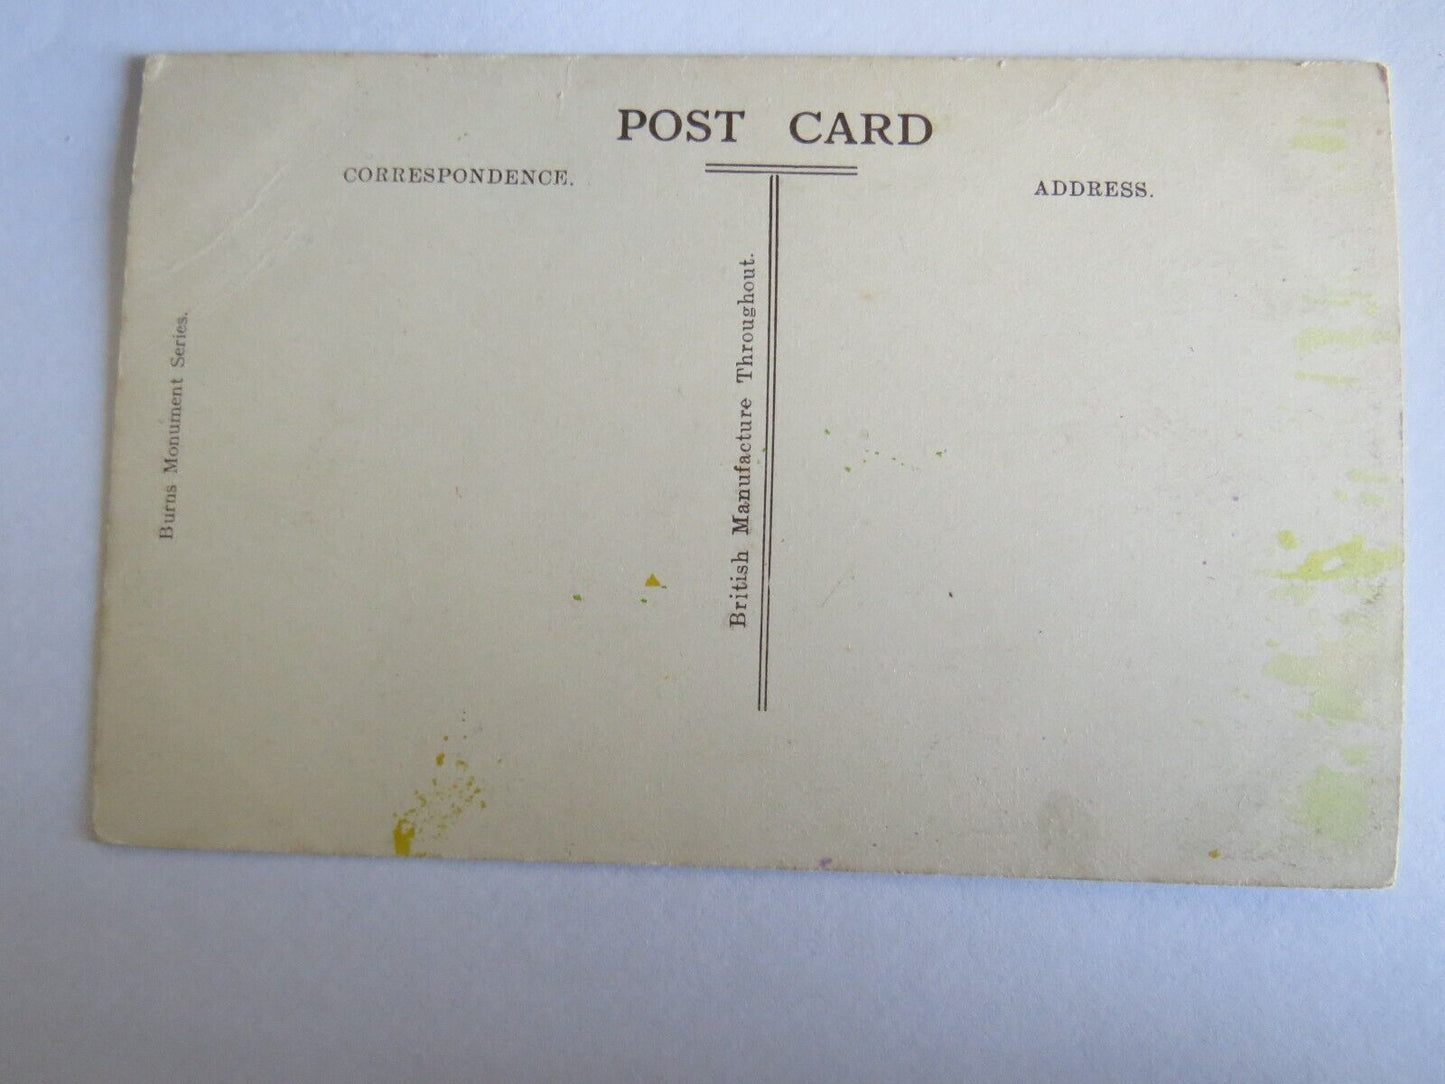 POST CARD
CORRESPONDENCE.
ADDRESS.
British Manufacture Throughout.
Burns Monument Series.